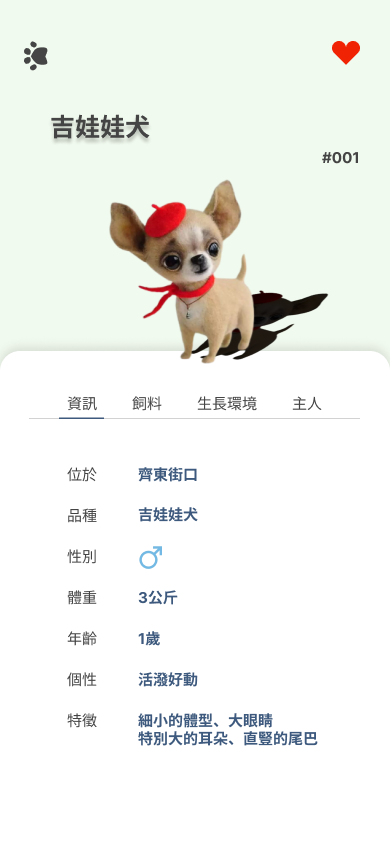 吉娃娃犬
#001
資訊 飼料 生長環境 主人
位於 齊東街口
品種 吉娃娃犬
性別
體重 3公斤
年齡 1歲
個性 活潑好動
特徵 細小的體型、大眼睛
特別大的耳朵、直豎的尾巴